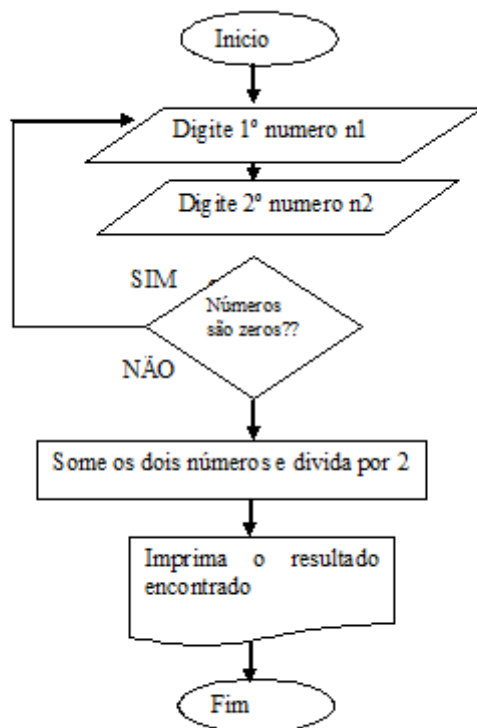 Inicio
Digite 1º numero n1
Digite 2º numero n2
SIM
Números
são zeros??
NÃO
Some os dois números e divida por 2
Imprima o resultado
encontrado
Fim